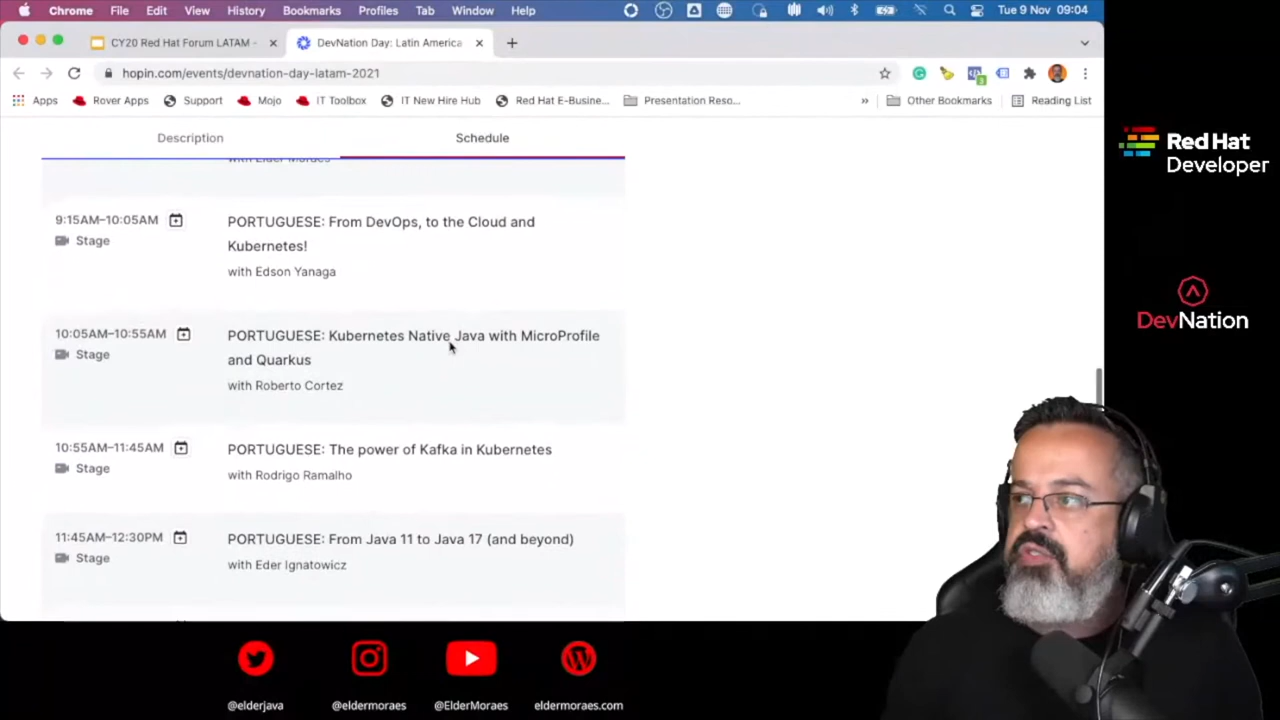 Chrome File Edit View History Bookmarks Profiles Tab Window Help Tue 9 Nov 09:04
CY20 Red Hat Forum LATAM - DevNation Day: Latin America
hopin.com/events/devnation-day-latam-2021
Apps Rover Apps Support Mojo IT Toolbox IT New Hire Hub Red Hat E-Busine... Presentation Reso... » Other Bookmarks Reading List
Description Schedule
with Elder Moraes
9:15AM–10:05AM
Stage
PORTUGUESE: From DevOps, to the Cloud and
Kubernetes!
with Edson Yanaga
10:05AM–10:55AM
Stage
PORTUGUESE: Kubernetes Native Java with MicroProfile
and Quarkus
with Roberto Cortez
10:55AM–11:45AM
Stage
PORTUGUESE: The power of Kafka in Kubernetes
with Rodrigo Ramalho
11:45AM–12:30PM
Stage
PORTUGUESE: From Java 11 to Java 17 (and beyond)
with Eder Ignatowicz
Red Hat
Developer
DevNation
@elderjava @eldermoraes @ElderMoraes eldermoraes.com